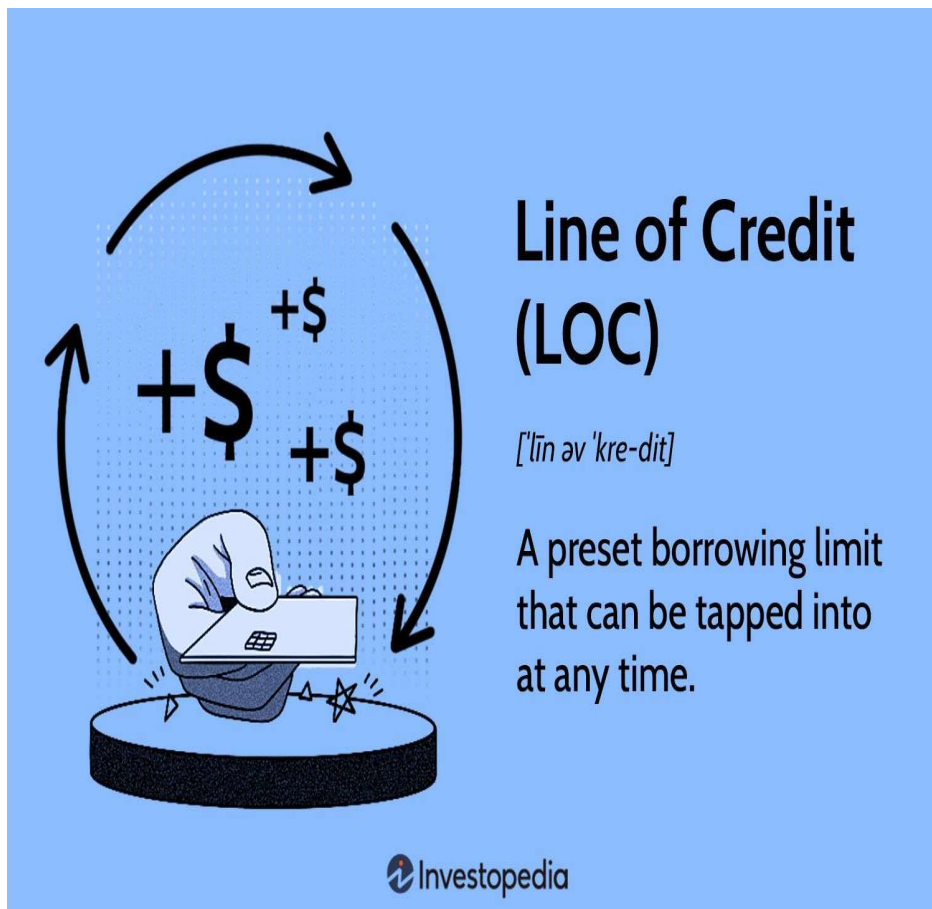 +$
+$
+$
Line of Credit
(LOC)
['līn əv 'kre-dit]
A preset borrowing limit
that can be tapped into
at any time.
Investopedia